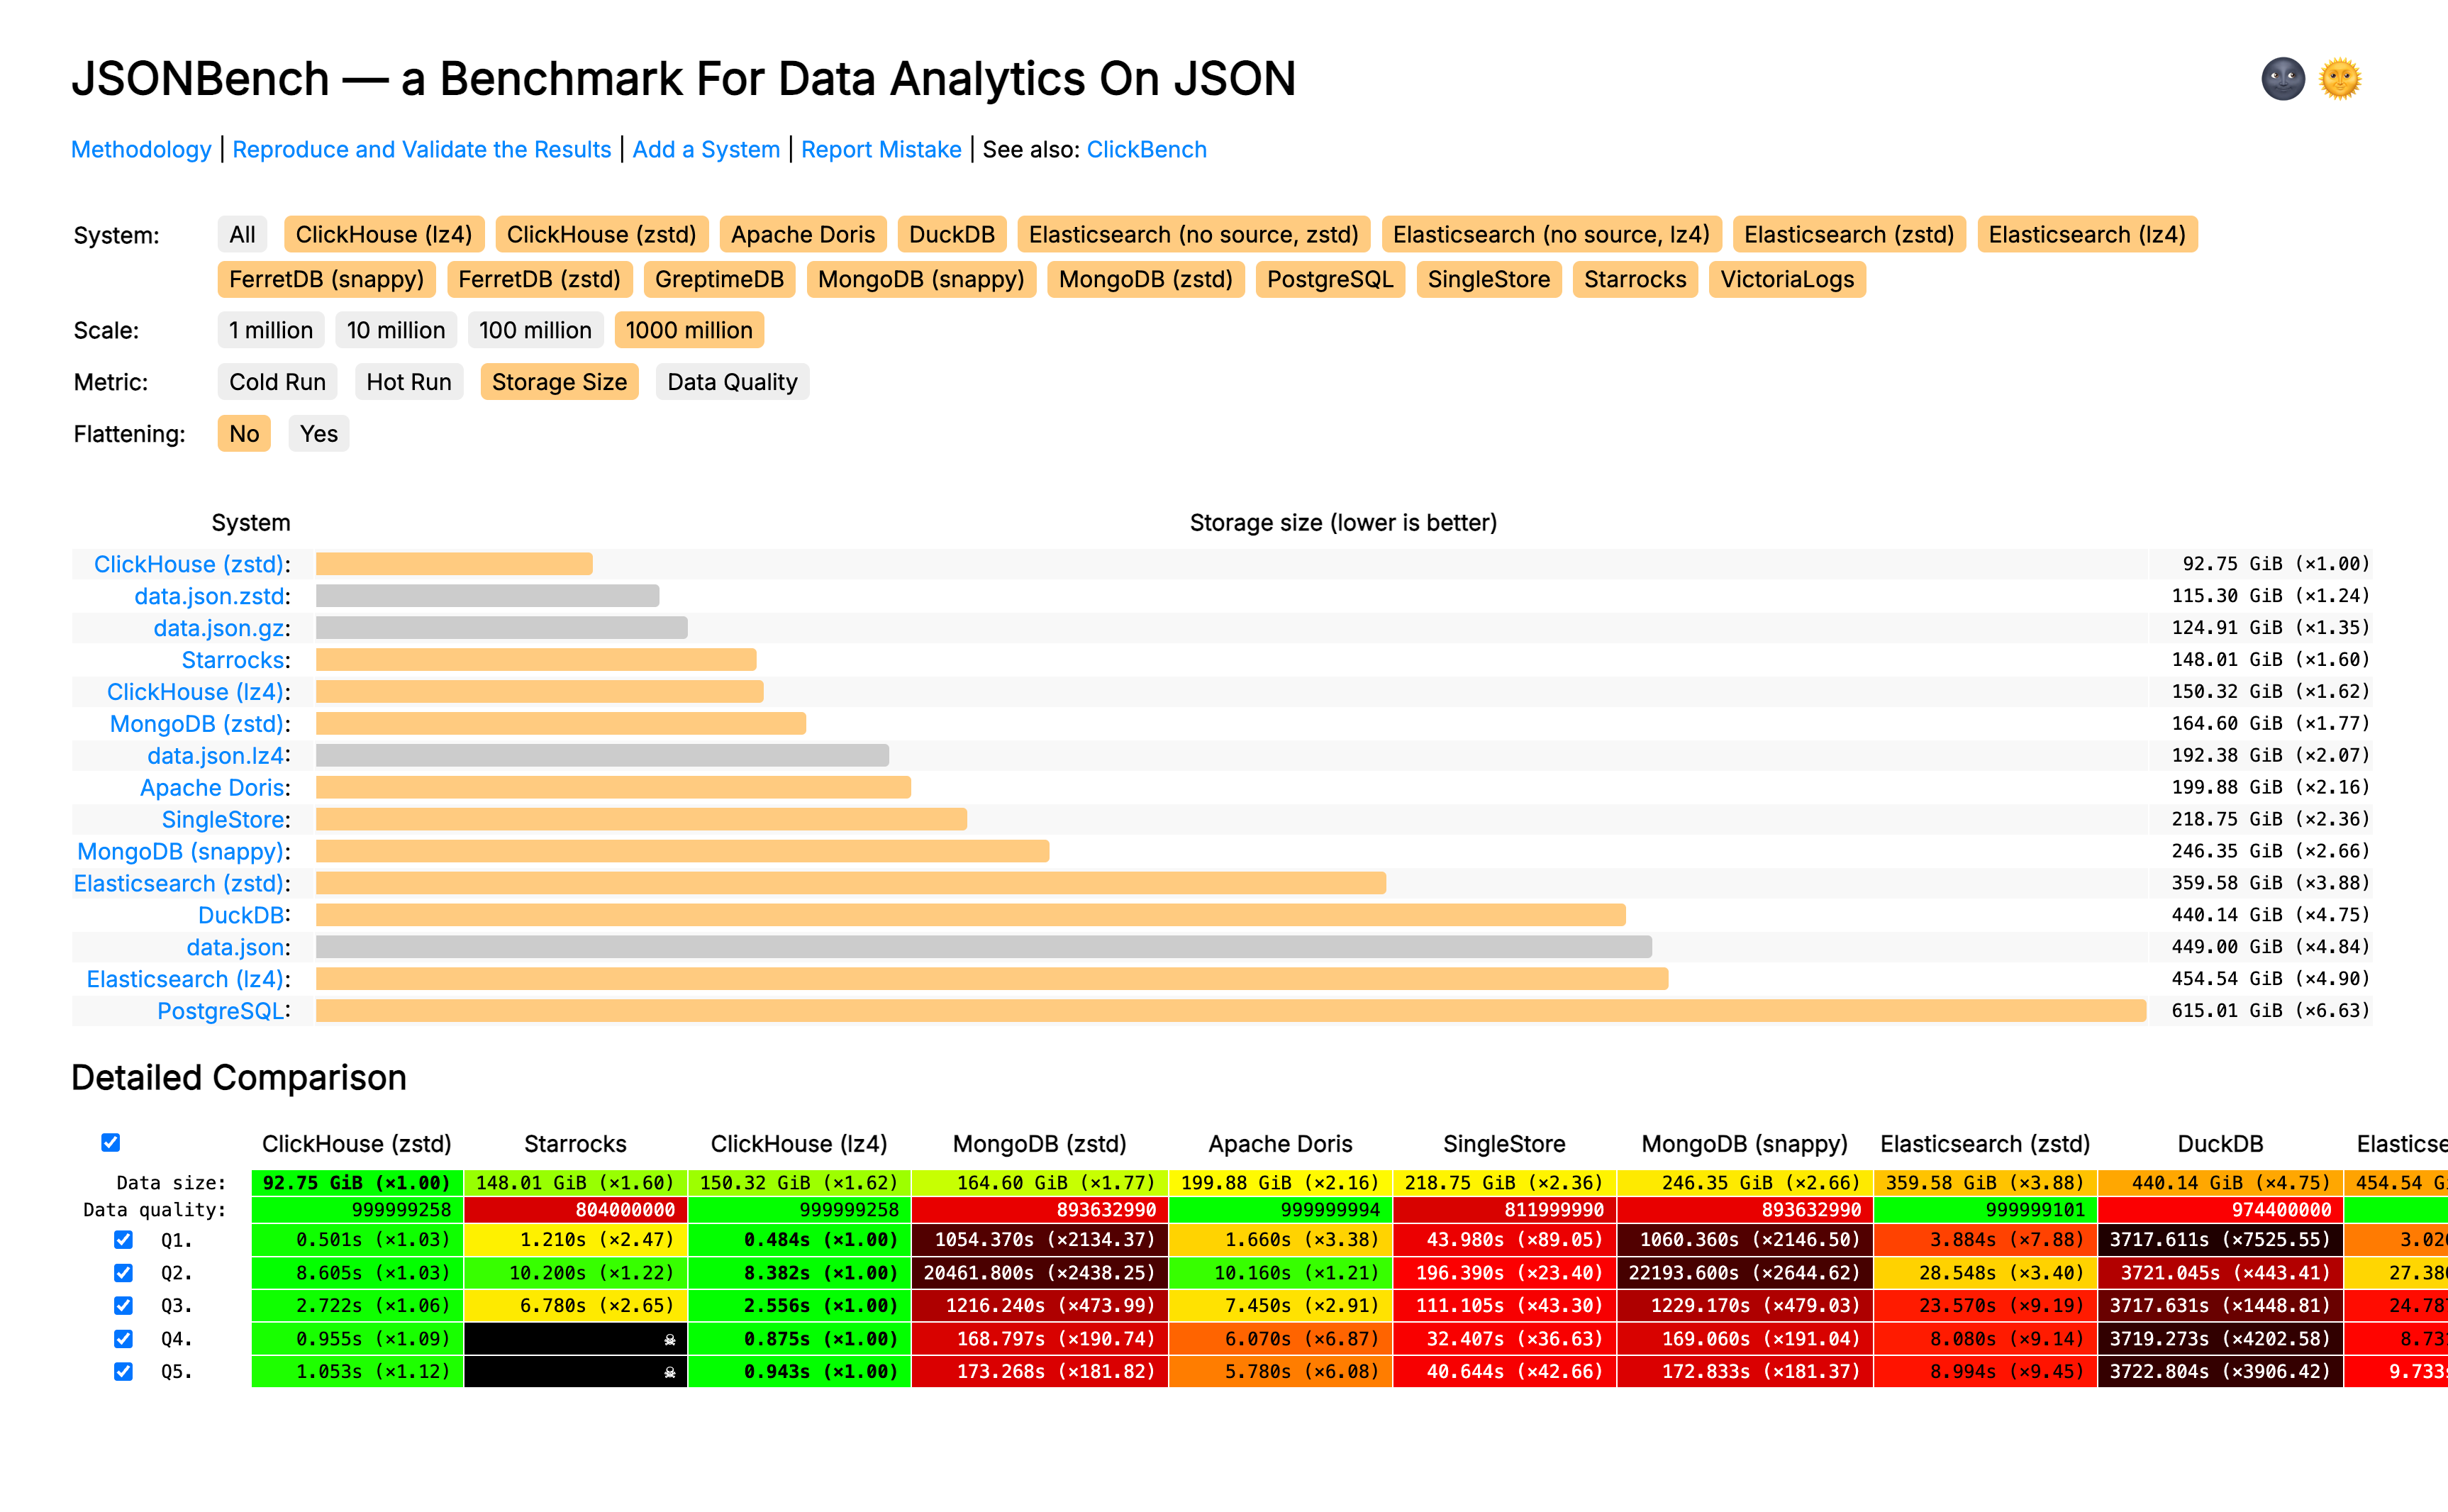 JSONBench — a Benchmark For Data Analytics On JSON
Methodology | Reproduce and Validate the Results | Add a System | Report Mistake | See also: ClickBench
System: All ClickHouse (lz4) ClickHouse (zstd) Apache Doris DuckDB Elasticsearch (no source, zstd) Elasticsearch (no source, lz4) Elasticsearch (zstd) Elasticsearch (lz4)
FerretDB (snappy) FerretDB (zstd) GreptimeDB MongoDB (snappy) MongoDB (zstd) PostgreSQL SingleStore Starrocks VictoriaLogs
Scale: 1 million 10 million 100 million 1000 million
Metric: Cold Run Hot Run Storage Size Data Quality
Flattening: No Yes
System Storage size (lower is better)
ClickHouse (zstd): 92.75 GiB (×1.00)
data.json.zstd: 115.30 GiB (×1.24)
data.json.gz: 124.91 GiB (×1.35)
Starrocks: 148.01 GiB (×1.60)
ClickHouse (lz4): 150.32 GiB (×1.62)
MongoDB (zstd): 164.60 GiB (×1.77)
data.json.lz4: 192.38 GiB (×2.07)
Apache Doris: 199.88 GiB (×2.16)
SingleStore: 218.75 GiB (×2.36)
MongoDB (snappy): 246.35 GiB (×2.66)
Elasticsearch (zstd): 359.58 GiB (×3.88)
DuckDB: 440.14 GiB (×4.75)
data.json: 449.00 GiB (×4.84)
Elasticsearch (lz4): 454.54 GiB (×4.90)
PostgreSQL: 615.01 GiB (×6.63)
Detailed Comparison
ClickHouse (zstd) Starrocks ClickHouse (lz4) MongoDB (zstd) Apache Doris SingleStore MongoDB (snappy) Elasticsearch (zstd) DuckDB Elasticse
Data size: 92.75 GiB (×1.00) 148.01 GiB (×1.60) 150.32 GiB (×1.62) 164.60 GiB (×1.77) 199.88 GiB (×2.16) 218.75 GiB (×2.36) 246.35 GiB (×2.66) 359.58 GiB (×3.88) 440.14 GiB (×4.75) 454.54 G
Data quality: 999999258 804000000 999999258 893632990 999999994 811999990 893632990 999999101 974400000
Q1. 0.501s (×1.03) 1.210s (×2.47) 0.484s (×1.00) 1054.370s (×2134.37) 1.660s (×3.38) 43.980s (×89.05) 1060.360s (×2146.50) 3.884s (×7.88) 3717.611s (×7525.55) 3.02
Q2. 8.605s (×1.03) 10.200s (×1.22) 8.382s (×1.00) 20461.800s (×2438.25) 10.160s (×1.21) 196.390s (×23.40) 22193.600s (×2644.62) 28.548s (×3.40) 3721.045s (×443.41) 27.38
Q3. 2.722s (×1.06) 6.780s (×2.65) 2.556s (×1.00) 1216.240s (×473.99) 7.450s (×2.91) 111.105s (×43.30) 1229.170s (×479.03) 23.570s (×9.19) 3717.631s (×1448.81) 24.78
Q4. 0.955s (×1.09) ☠ 0.875s (×1.00) 168.797s (×190.74) 6.070s (×6.87) 32.407s (×36.63) 169.060s (×191.04) 8.080s (×9.14) 3719.273s (×4202.58) 8.73
Q5. 1.053s (×1.12) ☠ 0.943s (×1.00) 173.268s (×181.82) 5.780s (×6.08) 40.644s (×42.66) 172.833s (×181.37) 8.994s (×9.45) 3722.804s (×3906.42) 9.733